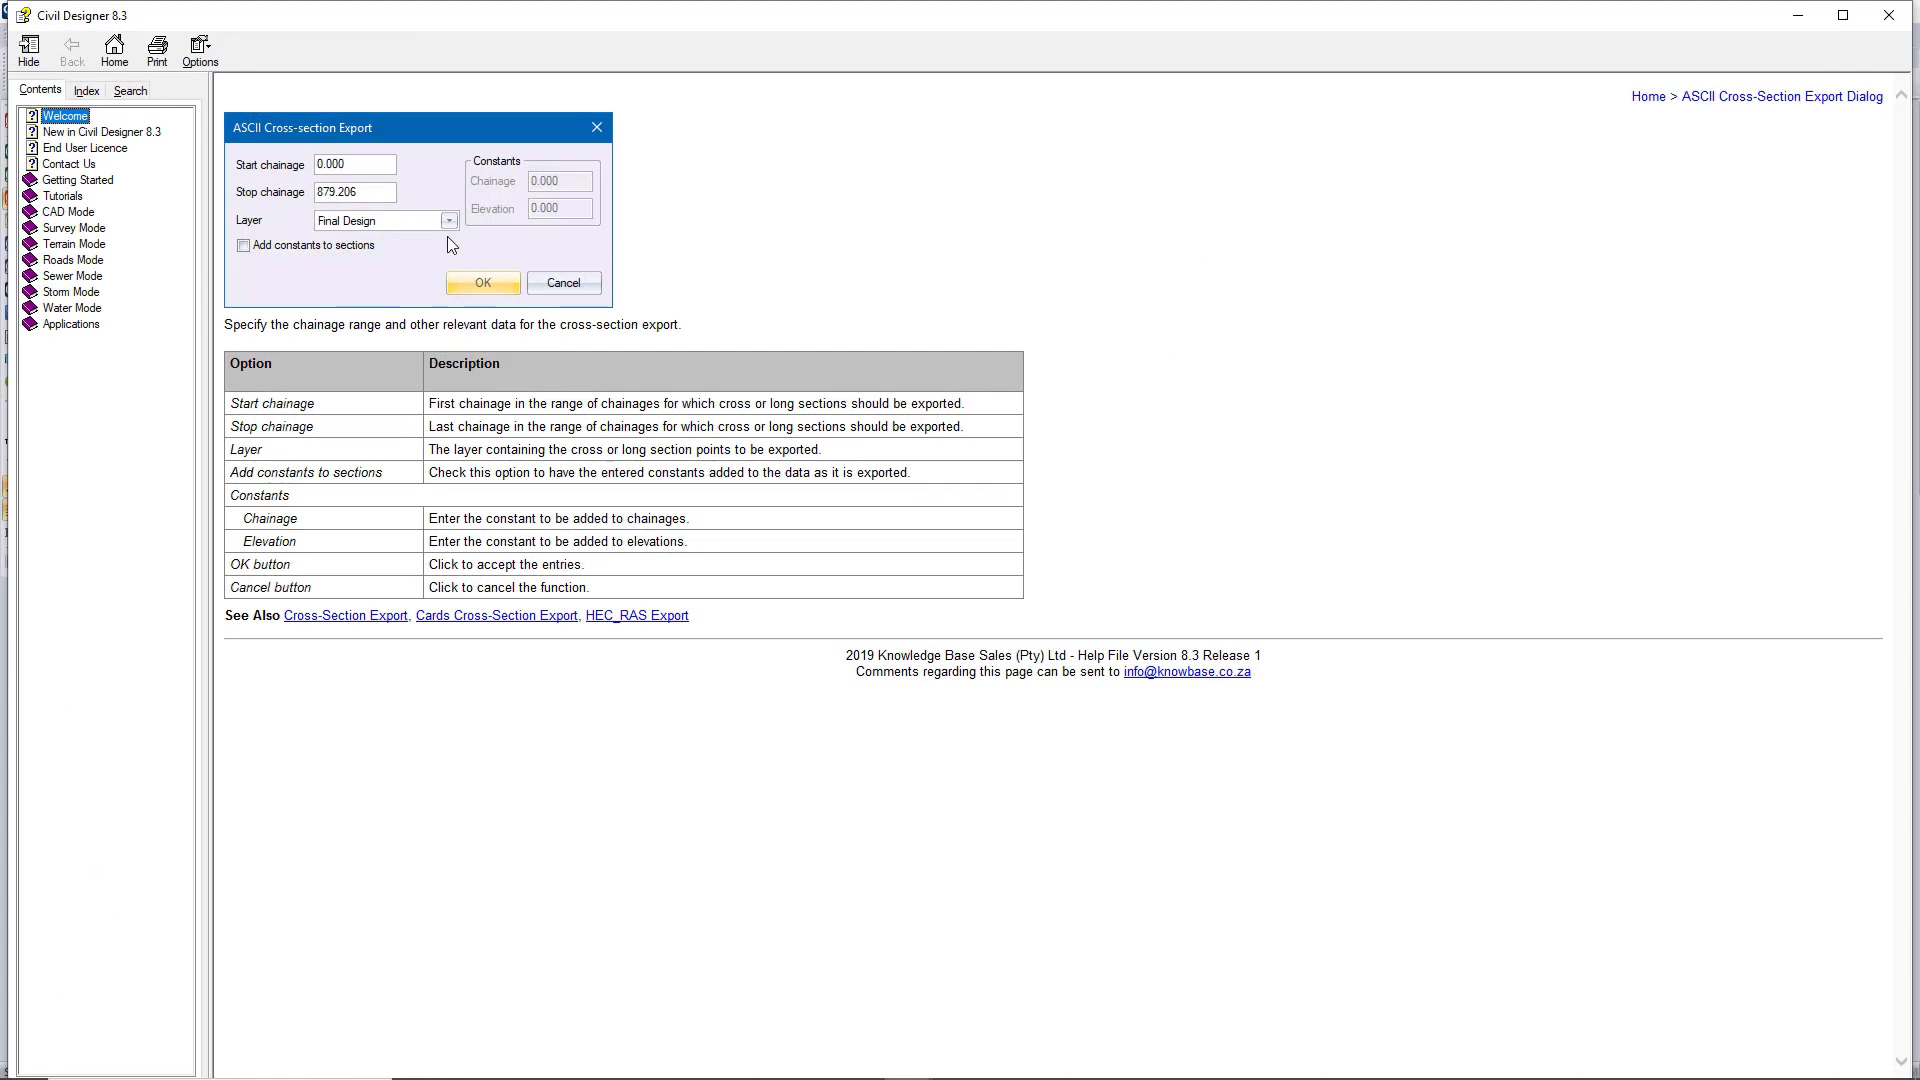 Civil Designer 8.3
Hide Back Home Print Options
Contents Index Search
Welcome
New in Civil Designer 8.3
End User Licence
Contact Us
Getting Started
Tutorials
CAD Mode
Survey Mode
Terrain Mode
Roads Mode
Sewer Mode
Storm Mode
Water Mode
Applications
Home > ASCII Cross-Section Export Dialog
ASCII Cross-section Export
Start chainage 0.000
Stop chainage 879.206
Layer Final Design
Add constants to sections
Constants
Chainage 0.000
Elevation 0.000
OK Cancel
Specify the chainage range and other relevant data for the cross-section export.
Option Description
Start chainage First chainage in the range of chainages for which cross or long sections should be exported.
Stop chainage Last chainage in the range of chainages for which cross or long sections should be exported.
Layer The layer containing the cross or long section points to be exported.
Add constants to sections Check this option to have the entered constants added to the data as it is exported.
Constants
Chainage Enter the constant to be added to chainages.
Elevation Enter the constant to be added to elevations.
OK button Click to accept the entries.
Cancel button Click to cancel the function.
See Also Cross-Section Export, Cards Cross-Section Export, HEC_RAS Export
2019 Knowledge Base Sales (Pty) Ltd - Help File Version 8.3 Release 1
Comments regarding this page can be sent to info@knowbase.co.za